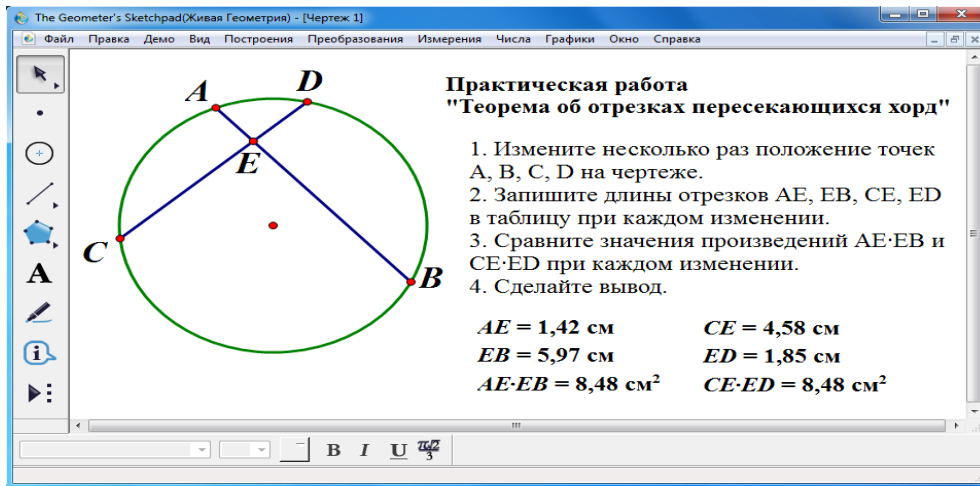 The Geometer's Sketchpad(Живая Геометрия) - [Чертеж 1]
Файл Правка Демо Вид Построения Преобразования Измерения Числа Графики Окно Справка
Практическая работа
"Теорема об отрезках пересекающихся хорд"
1. Измените несколько раз положение точек
A, B, C, D на чертеже.
2. Запишите длины отрезков AE, EB, CE, ED
в таблицу при каждом изменении.
3. Сравните значения произведений AE·EB и
CE·ED при каждом изменении.
4. Сделайте вывод.
AE = 1,42 см CE = 4,58 см
EB = 5,97 см ED = 1,85 см
AE·EB = 8,48 см² CE·ED = 8,48 см²
A D
E
C
B
A
B I U